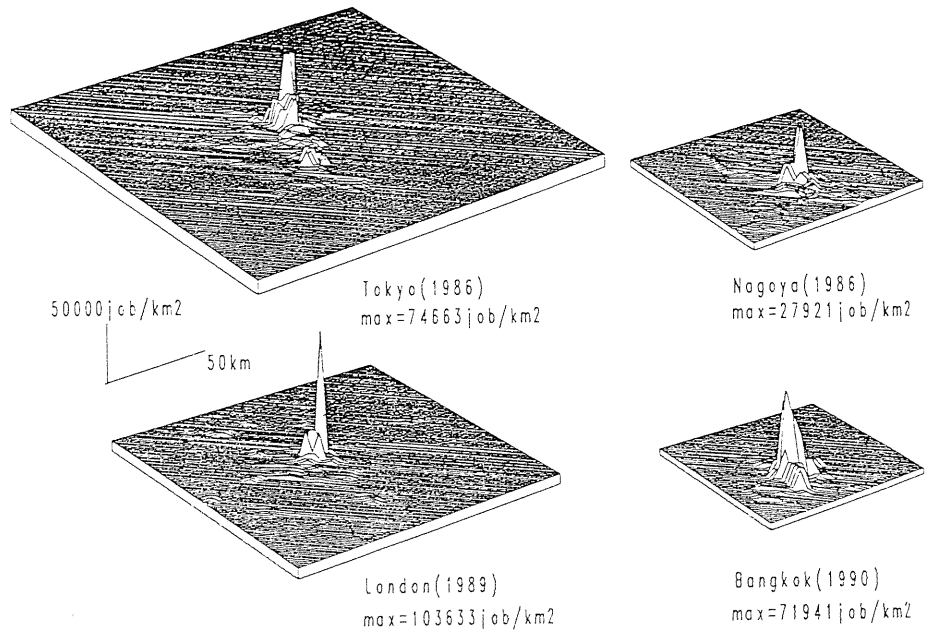 Tokyo(1986)
max=74663job/km2
Nagoya(1986)
max=27921job/km2
50000job/km2
50km
London(1989)
max=103633job/km2
Bangkok(1990)
max=71941job/km2